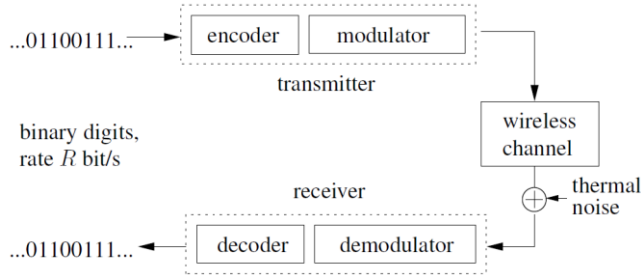 ...01100111...
encoder
modulator
transmitter
binary digits,
rate R bit/s
wireless
channel
thermal
noise
receiver
...01100111...
decoder
demodulator